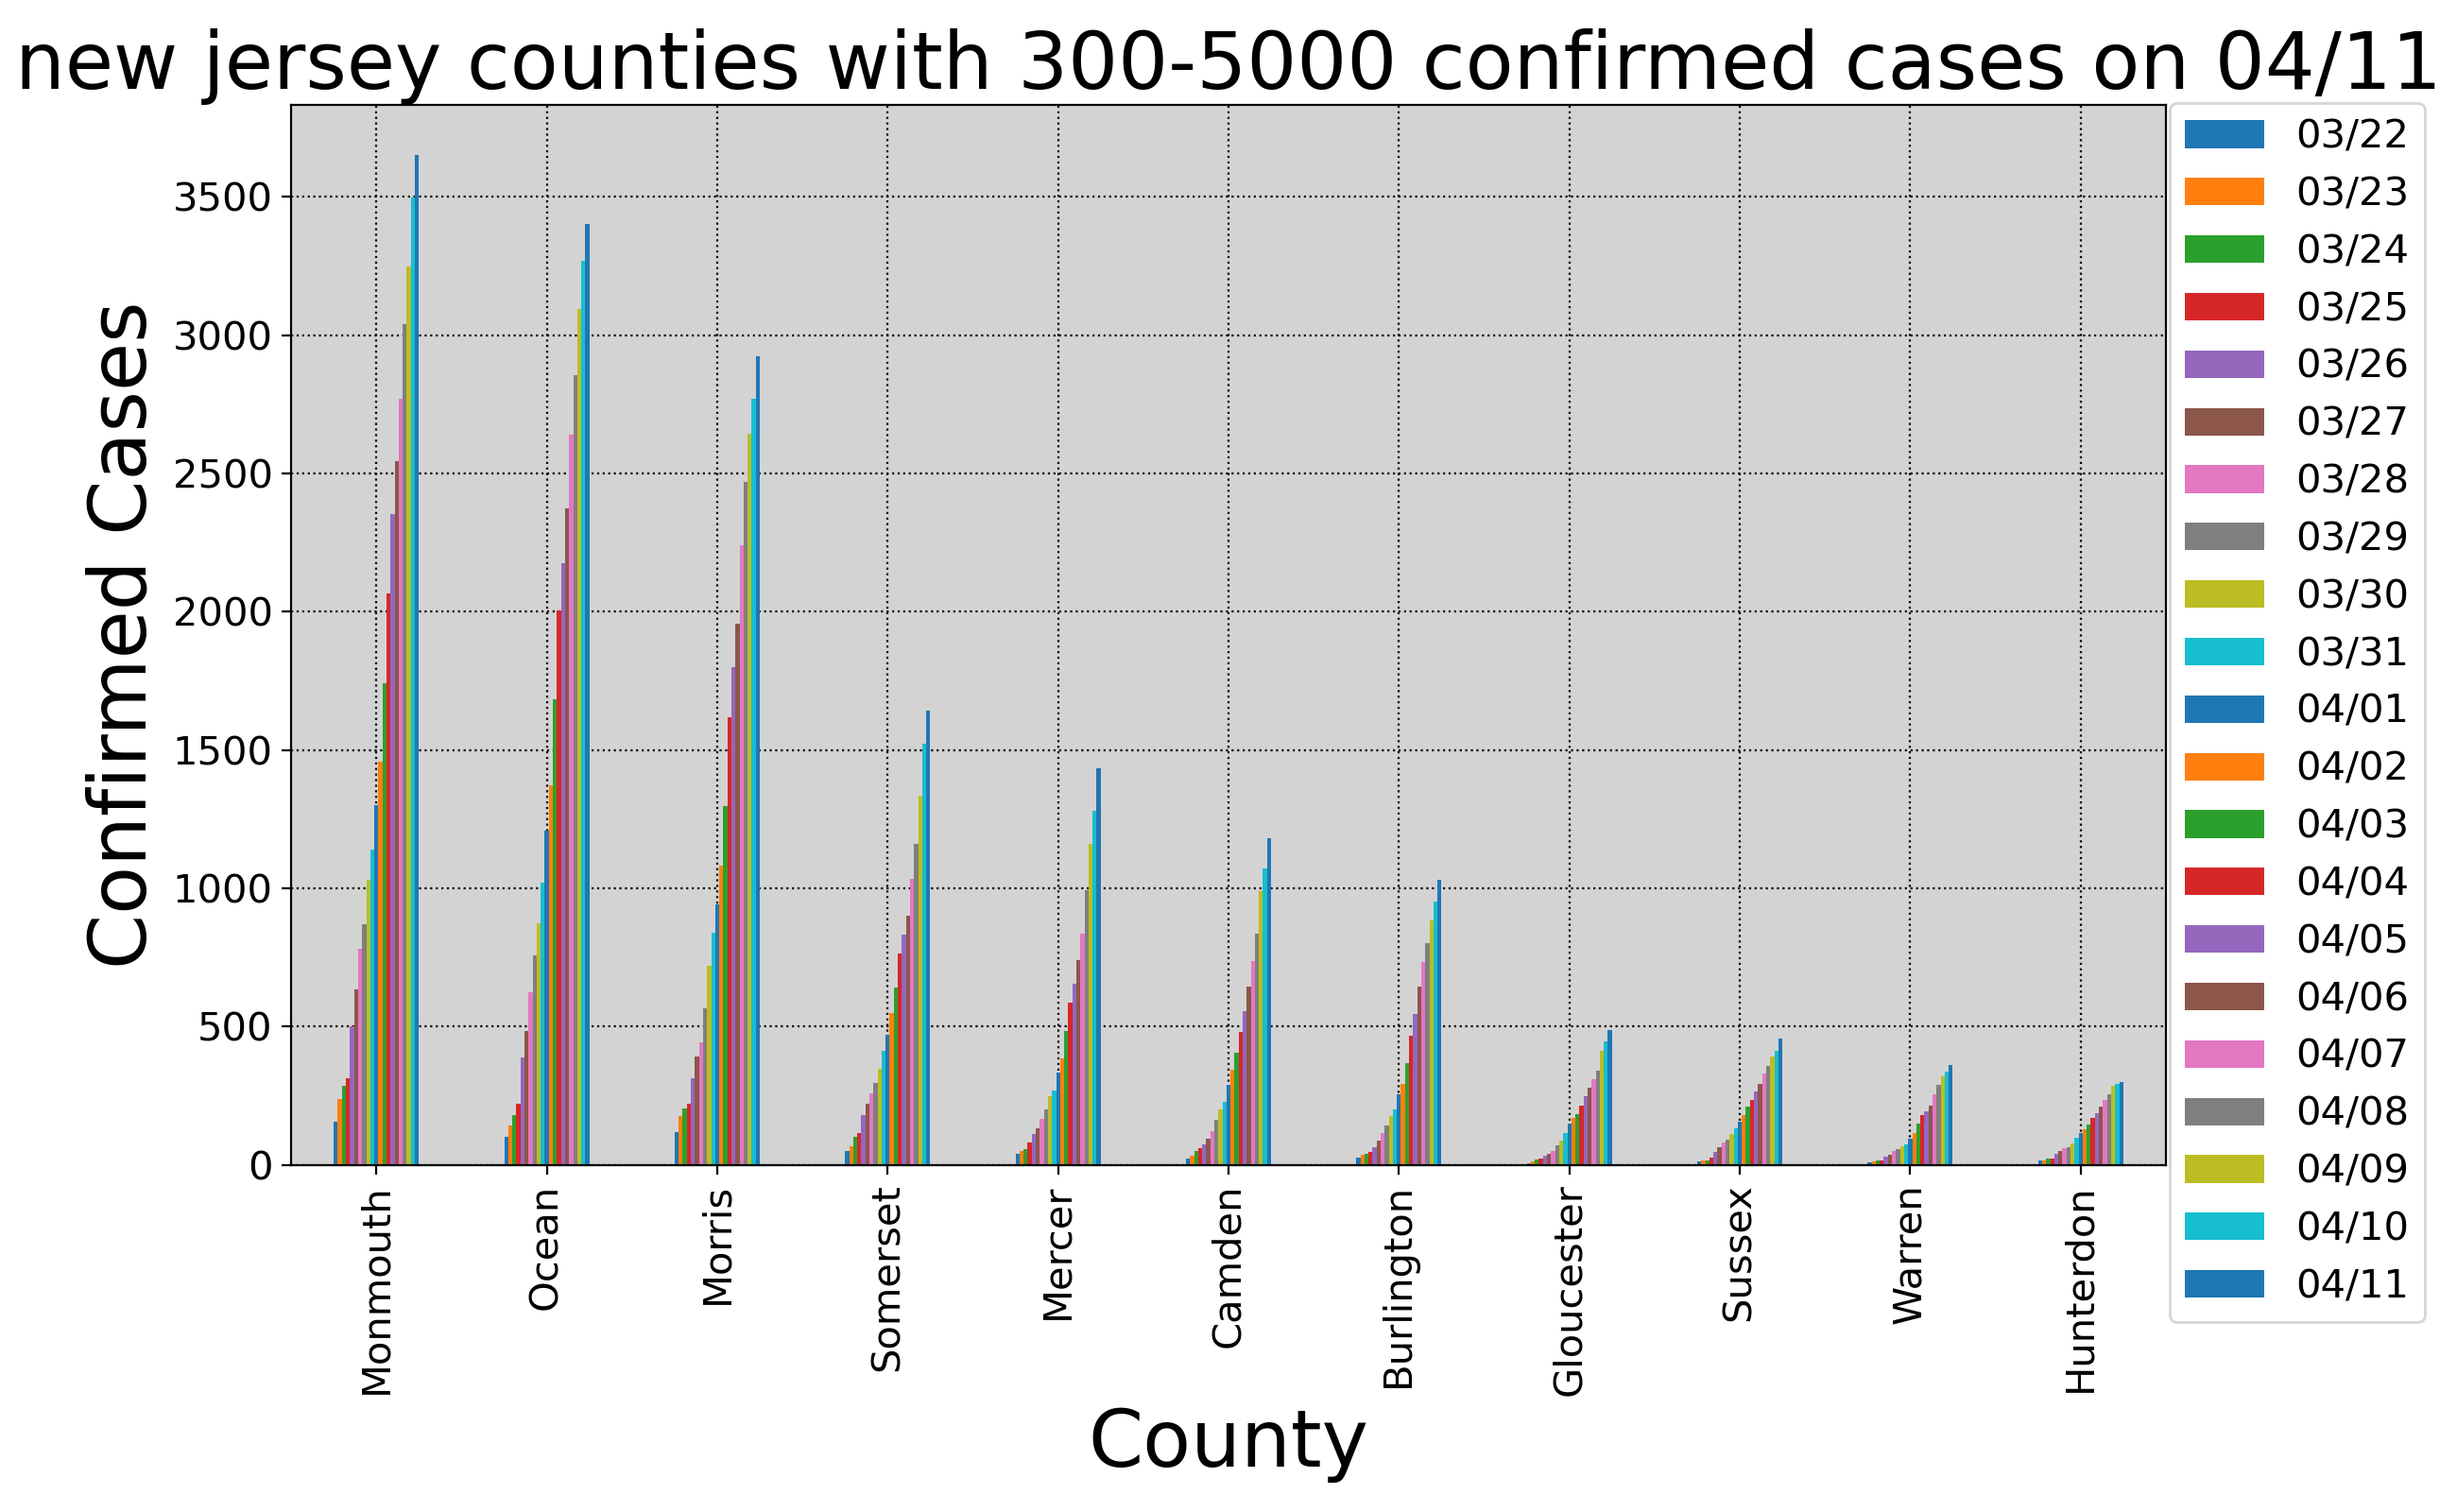 new jersey counties with 300-5000 confirmed cases on 04/11
Confirmed Cases
3500
3000
2500
2000
1500
1000
500
0
Monmouth
Ocean
Morris
Somerset
Mercer
Camden
Burlington
Gloucester
Sussex
Warren
Hunterdon
County
03/22
03/23
03/24
03/25
03/26
03/27
03/28
03/29
03/30
03/31
04/01
04/02
04/03
04/04
04/05
04/06
04/07
04/08
04/09
04/10
04/11